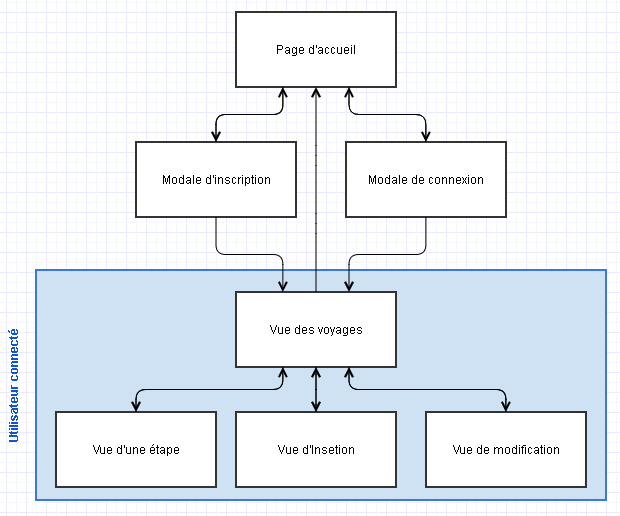 Page d'accueil
Modale d'inscription
Modale de connexion
Utilisateur connecté
Vue des voyages
Vue d'une étape
Vue d'Insetion
Vue de modification